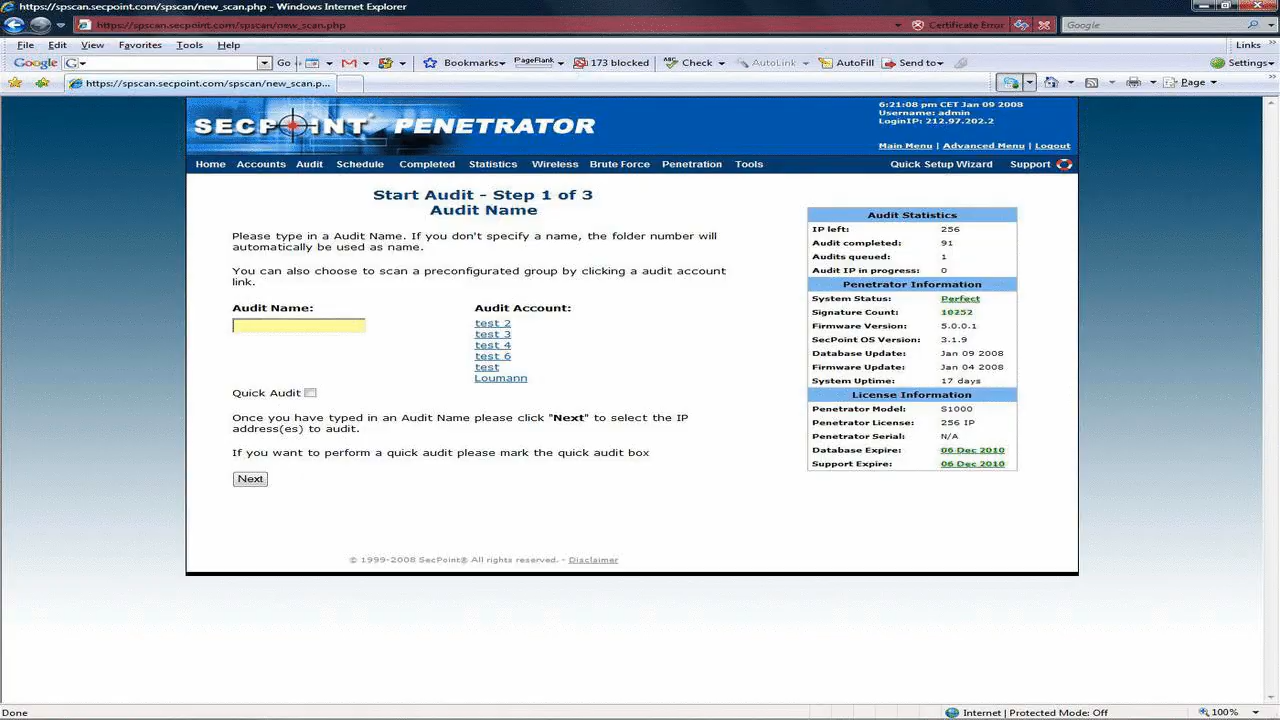 https://spscan.secpoint.com/spscan/new_scan.php - Windows Internet Explorer
https://spscan.secpoint.com/spscan/new_scan.php Certificate Error Google
File Edit View Favorites Tools Help Links
Google G Go Bookmarks PageRank 173 blocked Check AutoLink AutoFill Send to Settings
https://spscan.secpoint.com/spscan/new_scan.p... Page
SECPOINT PENETRATOR
6:21:08 pm CET Jan 09 2008
Username: admin
LoginIP: 212.97.202.2
Main Menu | Advanced Menu | Logout
Home Accounts Audit Schedule Completed Statistics Wireless Brute Force Penetration Tools Quick Setup Wizard Support
Start Audit - Step 1 of 3
Audit Name
Please type in a Audit Name. If you don't specify a name, the folder number will
automatically be used as name.
You can also choose to scan a preconfigurated group by clicking a audit account
link.
Audit Name: Audit Account:
test 2
test 3
test 4
test 6
test
Loumann
Quick Audit
Once you have typed in an Audit Name please click "Next" to select the IP
address(es) to audit.
If you want to perform a quick audit please mark the quick audit box
Next
Audit Statistics
IP left: 256
Audit completed: 91
Audits queued: 1
Audit IP in progress: 0
Penetrator Information
System Status: Perfect
Signature Count: 10252
Firmware Version: 5.0.0.1
SecPoint OS Version: 3.1.9
Database Update: Jan 09 2008
Firmware Update: Jan 04 2008
System Uptime: 17 days
License Information
Penetrator Model: S1000
Penetrator License: 256 IP
Penetrator Serial: N/A
Database Expire: 06 Dec 2010
Support Expire: 06 Dec 2010
© 1999-2008 SecPoint® All rights reserved. - Disclaimer
Done Internet | Protected Mode: Off 100%